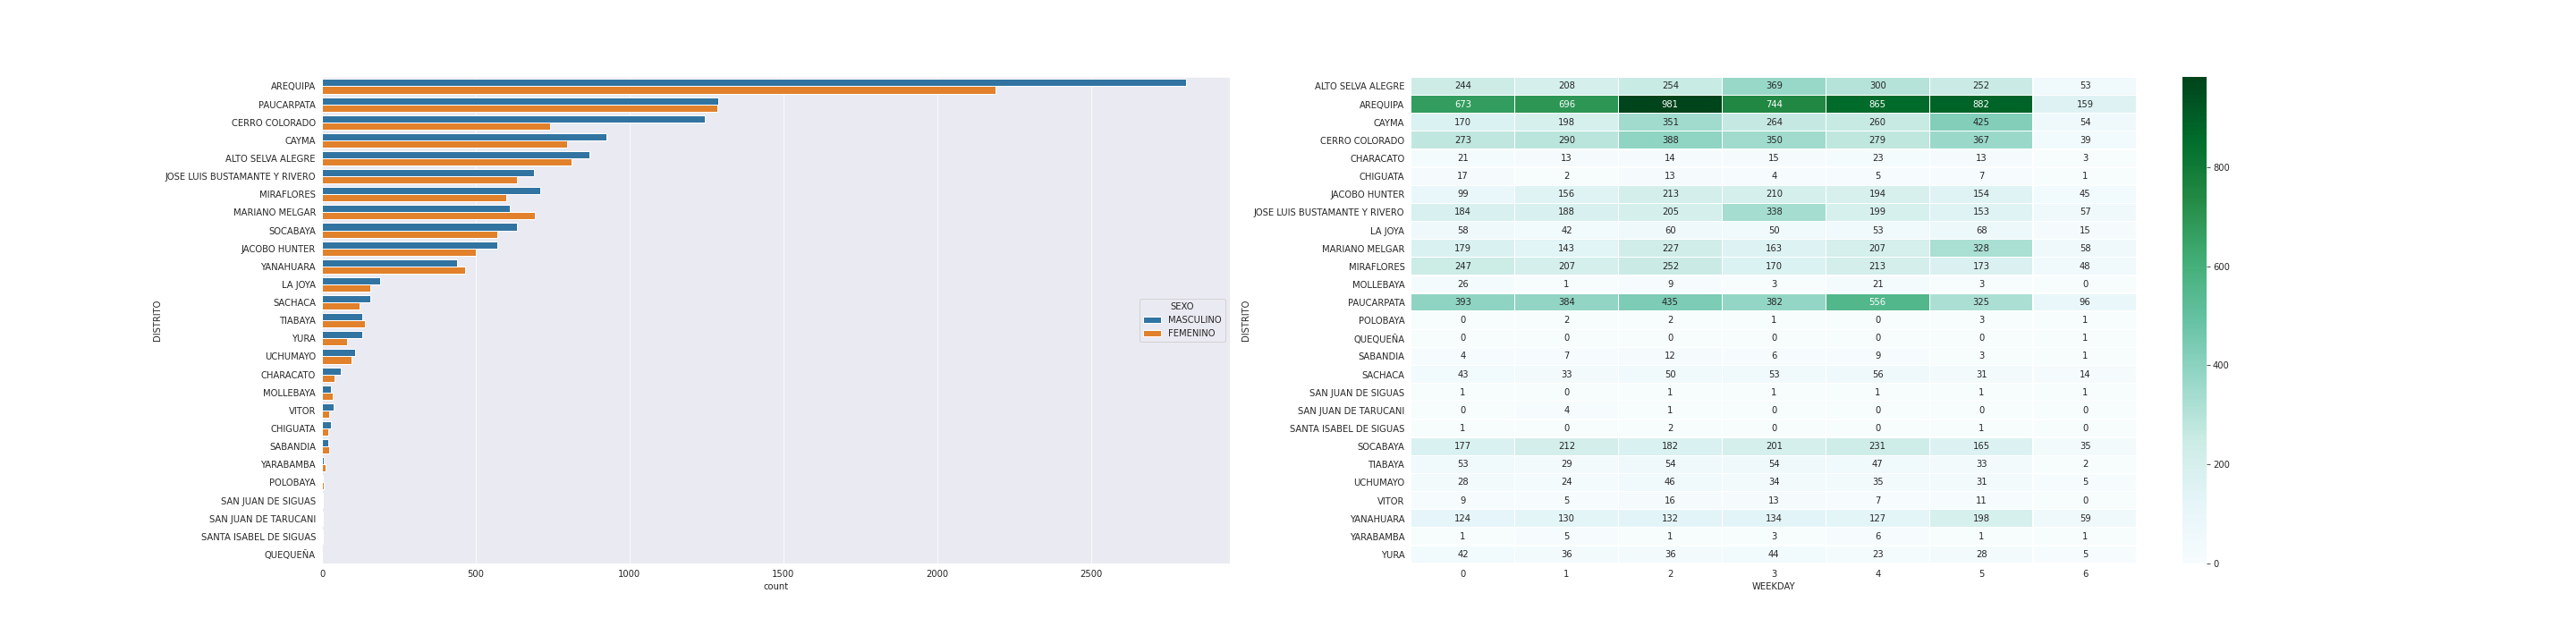 AREQUIPA
PAUCARPATA
CERRO COLORADO
CAYMA
ALTO SELVA ALEGRE
JOSE LUIS BUSTAMANTE Y RIVERO
MIRAFLORES
MARIANO MELGAR
SOCABAYA
JACOBO HUNTER
YANAHUARA
LA JOYA
SACHACA
TIABAYA
YURA
UCHUMAYO
CHARACATO
MOLLEBAYA
VITOR
CHIGUATA
SABANDIA
YARABAMBA
POLOBAYA
SAN JUAN DE SIGUAS
SAN JUAN DE TARUCANI
SANTA ISABEL DE SIGUAS
QUEQUEÑA
DISTRITO
0 500 1000 1500 2000 2500
count
SEXO
MASCULINO
FEMENINO
DISTRITO
ALTO SELVA ALEGRE 244 208 254 369 300 252 53
AREQUIPA 673 696 981 744 865 882 159
CAYMA 170 198 351 264 260 425 54
CERRO COLORADO 273 290 388 350 279 367 39
CHARACATO 21 13 14 15 23 13 3
CHIGUATA 17 2 13 4 5 7 1
JACOBO HUNTER 99 156 213 210 194 154 45
JOSE LUIS BUSTAMANTE Y RIVERO 184 188 205 338 199 153 57
LA JOYA 58 42 60 50 53 68 15
MARIANO MELGAR 179 143 227 163 207 328 58
MIRAFLORES 247 207 252 170 213 173 48
MOLLEBAYA 26 1 9 3 21 3 0
PAUCARPATA 393 384 435 382 556 325 96
POLOBAYA 0 2 2 1 0 3 1
QUEQUEÑA 0 0 0 0 0 0 1
SABANDIA 4 7 12 6 9 3 1
SACHACA 43 33 50 53 56 31 14
SAN JUAN DE SIGUAS 1 0 1 1 1 1 1
SAN JUAN DE TARUCANI 0 4 1 0 0 0 0
SANTA ISABEL DE SIGUAS 1 0 2 0 0 1 0
SOCABAYA 177 212 182 201 231 165 35
TIABAYA 53 29 54 54 47 33 2
UCHUMAYO 28 24 46 34 35 31 5
VITOR 9 5 16 13 7 11 0
YANAHUARA 124 130 132 134 127 198 59
YARABAMBA 1 5 1 3 6 1 1
YURA 42 36 36 44 23 28 5
0 1 2 3 4 5 6
WEEKDAY
800
600
400
200
0